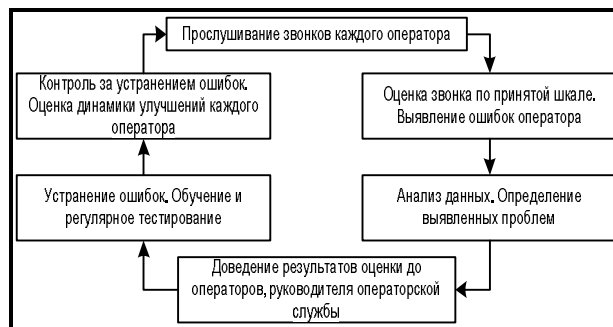 Прослушивание звонков каждого оператора
Контроль за устранением ошибок.
Оценка динамики улучшений каждого
оператора
Оценка звонка по принятой шкале.
Выявление ошибок оператора
Устранение ошибок. Обучение и
регулярное тестирование
Анализ данных. Определение
выявленных проблем
Доведение результатов оценки до
операторов, руководителя операторской
службы